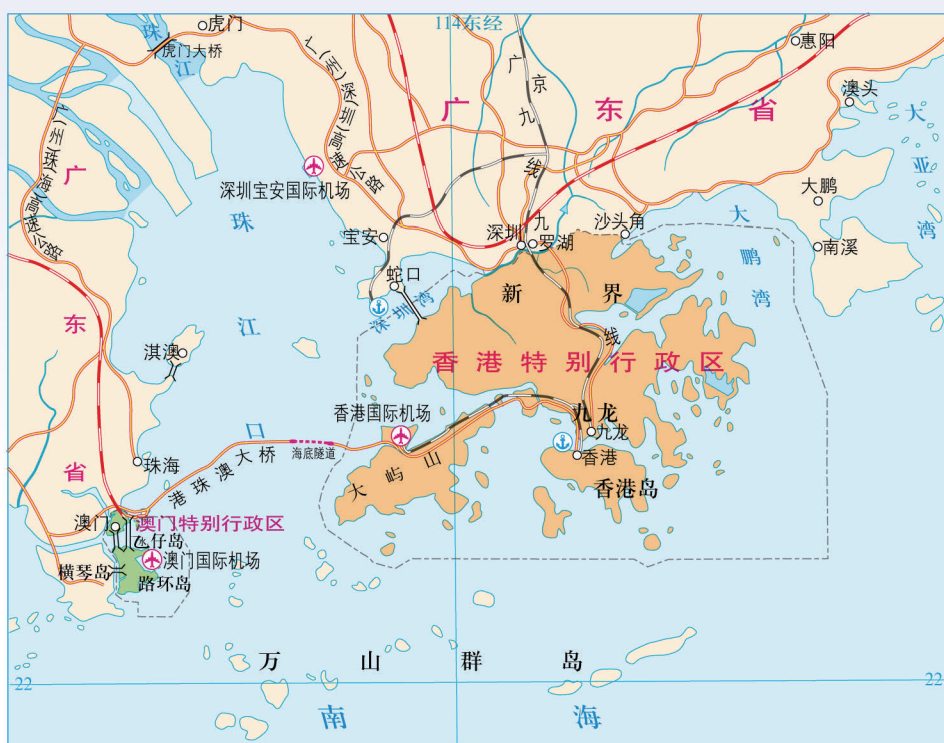 114东经
珠
江
虎门
虎门大桥
惠阳
广
京
九
线
广(州)深(圳)高速公路
广 东 省
澳头
大
亚
湾
广(州)珠(海)高速公路
广
东
省
深圳宝安国际机场
大鹏
珠
江
口
宝安
深圳
九
罗湖
沙头角
大
鹏
湾
南溪
蛇口
深圳湾
新 界
线
淇澳
香港特别行政区
香港国际机场
九龙
九龙
港珠澳大桥
海底隧道
珠海
大屿山
香港
香港岛
澳门
澳门特别行政区
氹仔岛
澳门国际机场
横琴岛
路环岛
万 山 群 岛
22
22
南 海